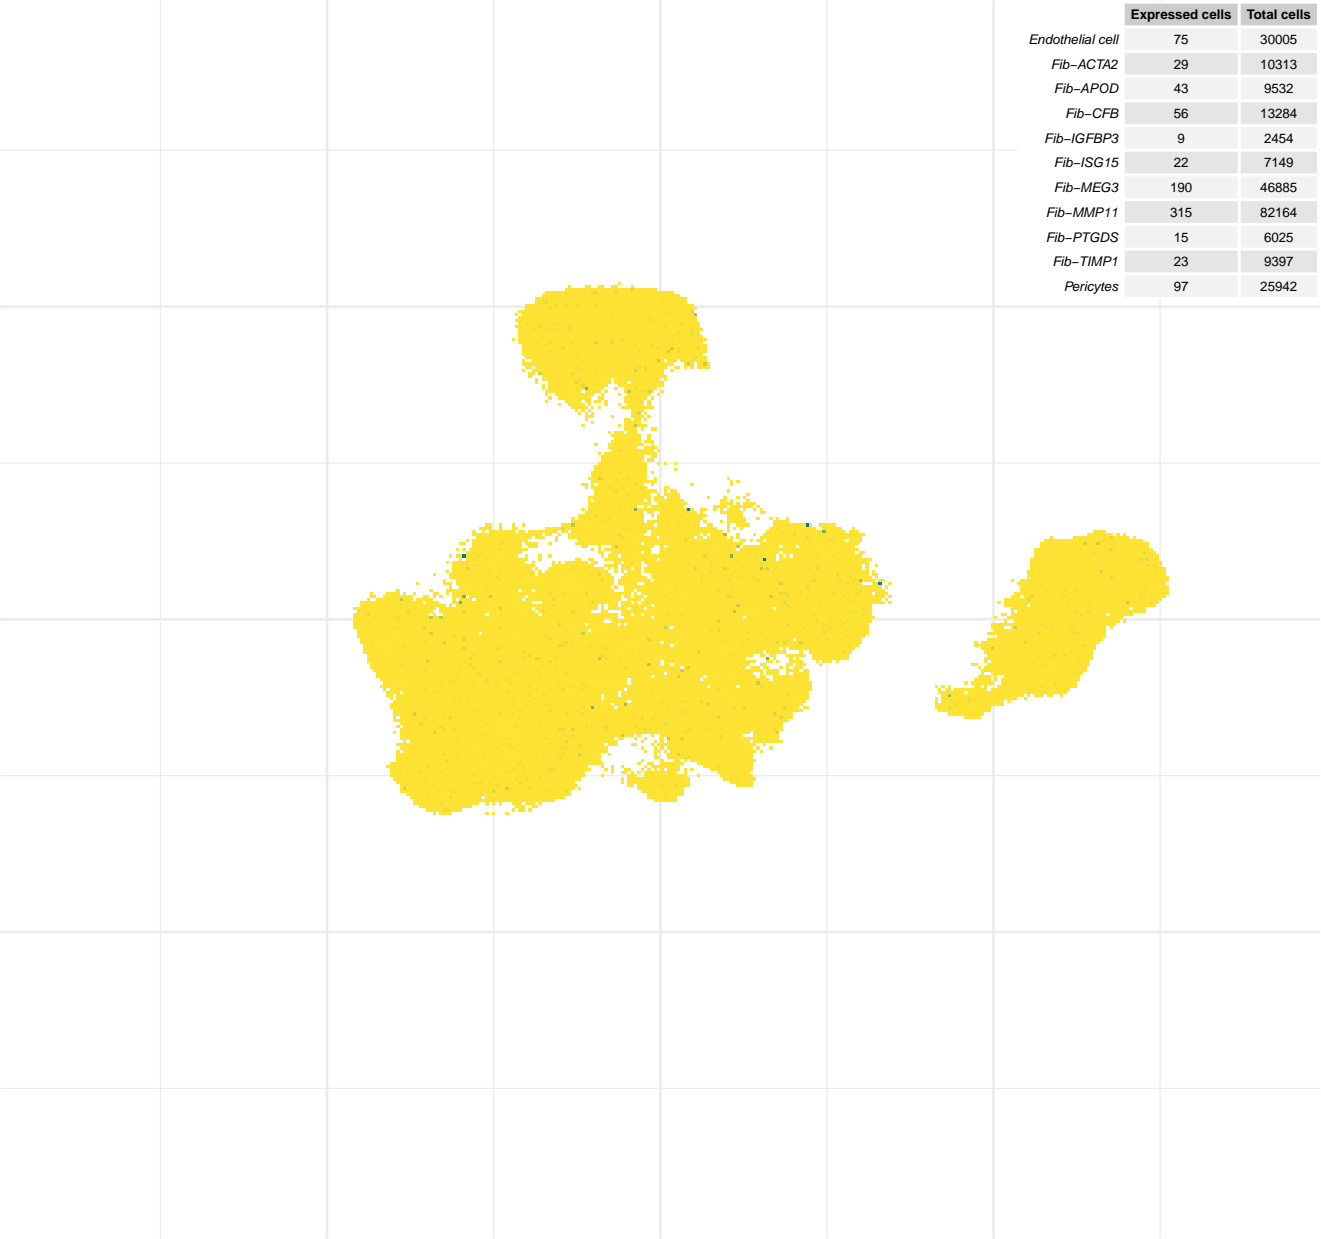 Expressed cells Total cells
Endothelial cell 75 30005
Fib−ACTA2 29 10313
Fib−APOD 43 9532
Fib−CFB 56 13284
Fib−IGFBP3 9 2454
Fib−ISG15 22 7149
Fib−MEG3 190 46885
Fib−MMP11 315 82164
Fib−PTGDS 15 6025
Fib−TIMP1 23 9397
Pericytes 97 25942